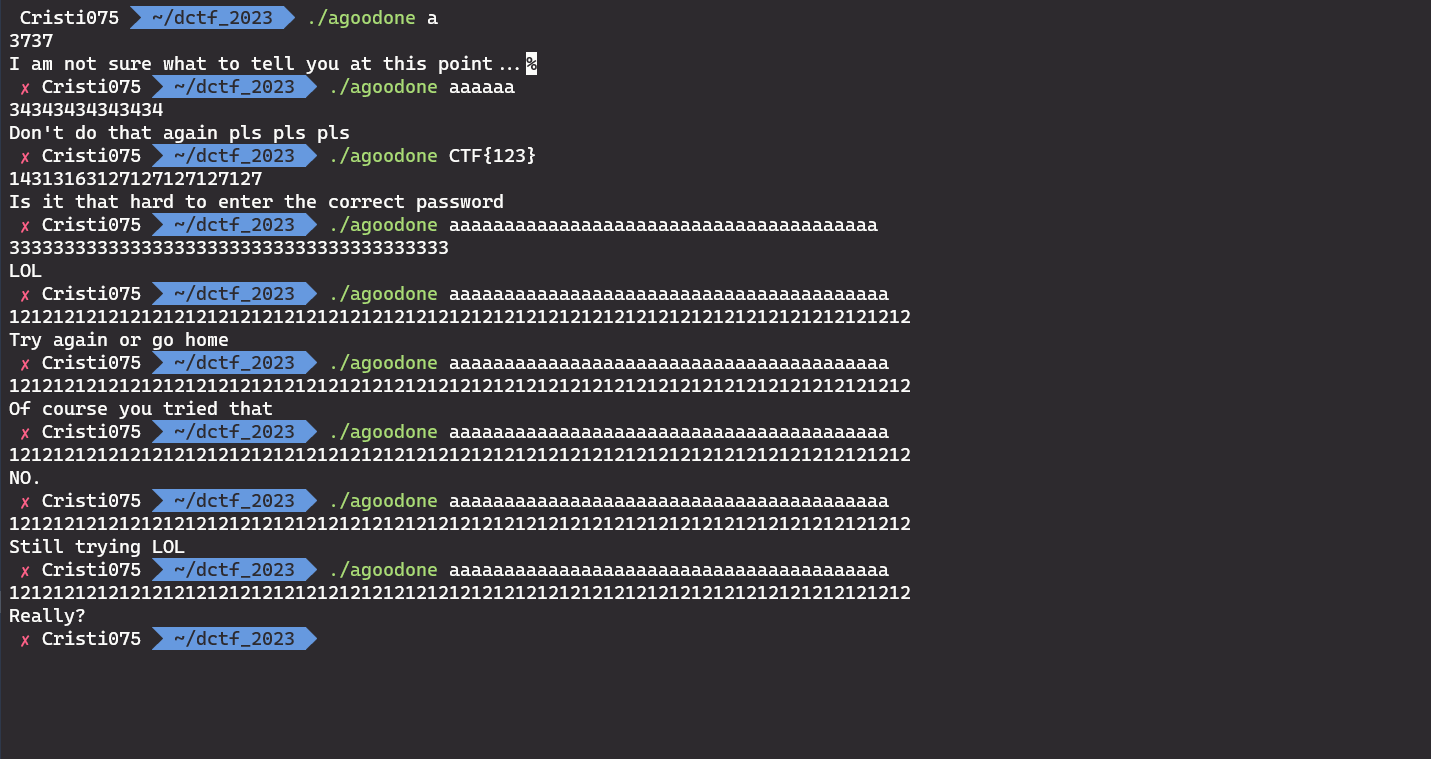 Cristi075 ~/dctf_2023 ./agoodone a
3737
I am not sure what to tell you at this point...%
✗ Cristi075 ~/dctf_2023 ./agoodone aaaaaa
34343434343434
Don't do that again pls pls pls
✗ Cristi075 ~/dctf_2023 ./agoodone CTF{123}
14313163127127127127127
Is it that hard to enter the correct password
✗ Cristi075 ~/dctf_2023 ./agoodone aaaaaaaaaaaaaaaaaaaaaaaaaaaaaaaaaaaaaaa
3333333333333333333333333333333333333333
LOL
✗ Cristi075 ~/dctf_2023 ./agoodone aaaaaaaaaaaaaaaaaaaaaaaaaaaaaaaaaaaaaaaa
1212121212121212121212121212121212121212121212121212121212121212121212121212121212
Try again or go home
✗ Cristi075 ~/dctf_2023 ./agoodone aaaaaaaaaaaaaaaaaaaaaaaaaaaaaaaaaaaaaaaa
1212121212121212121212121212121212121212121212121212121212121212121212121212121212
Of course you tried that
✗ Cristi075 ~/dctf_2023 ./agoodone aaaaaaaaaaaaaaaaaaaaaaaaaaaaaaaaaaaaaaaa
1212121212121212121212121212121212121212121212121212121212121212121212121212121212
NO.
✗ Cristi075 ~/dctf_2023 ./agoodone aaaaaaaaaaaaaaaaaaaaaaaaaaaaaaaaaaaaaaaa
1212121212121212121212121212121212121212121212121212121212121212121212121212121212
Still trying LOL
✗ Cristi075 ~/dctf_2023 ./agoodone aaaaaaaaaaaaaaaaaaaaaaaaaaaaaaaaaaaaaaaa
1212121212121212121212121212121212121212121212121212121212121212121212121212121212
Really?
✗ Cristi075 ~/dctf_2023